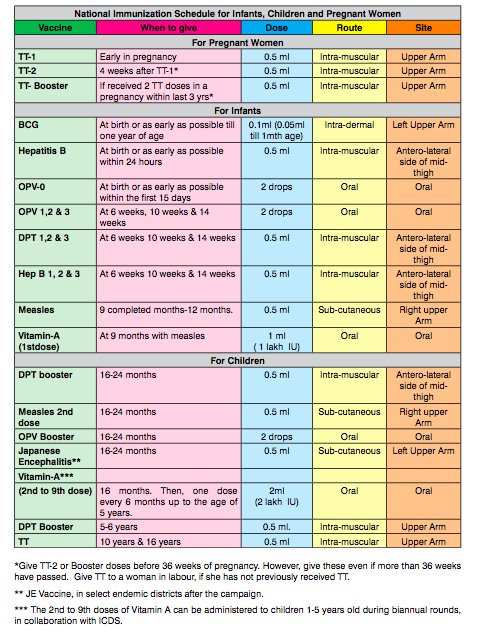 National Immunization Schedule for Infants, Children and Pregnant Women
Vaccine When to give Dose Route Site
For Pregnant Women
TT-1 Early in pregnancy 0.5 ml Intra-muscular Upper Arm
TT-2 4 weeks after TT-1* 0.5 ml Intra-muscular Upper Arm
TT- Booster If received 2 TT doses in a 0.5 ml Intra-muscular Upper Arm
pregnancy within last 3 yrs*
For Infants
BCG At birth or as early as possible till 0.1ml (0.05ml Intra-dermal Left Upper Arm
one year of age till 1mth age)
Hepatitis B At birth or as early as possible 0.5 ml Intra-muscular Antero-lateral
within 24 hours side of mid-
thigh
OPV-0 At birth or as early as possible 2 drops Oral Oral
within the first 15 days
OPV 1,2 & 3 At 6 weeks, 10 weeks & 14 2 drops Oral Oral
weeks
DPT 1,2 & 3 At 6 weeks 10 weeks & 14 weeks 0.5 ml Intra-muscular Antero-lateral
side of mid-
thigh
Hep B 1, 2 & 3 At 6 weeks 10 weeks & 14 weeks 0.5 ml Intra-muscular Antero-lateral
side of mid-
thigh
Measles 9 completed months-12 months. 0.5 ml Sub-cutaneous Right upper
Arm
Vitamin-A At 9 months with measles 1 ml Oral Oral
(1stdose) ( 1 lakh IU)
For Children
DPT booster 16-24 months 0.5 ml Intra-muscular Antero-lateral
side of mid-
thigh
Measles 2nd 16-24 months 0.5 ml Sub-cutaneous Right upper
dose Arm
OPV Booster 16-24 months 2 drops Oral Oral
Japanese 16-24 months 0.5 ml Sub-cutaneous Left Upper Arm
Encephalitis**
Vitamin-A***
(2nd to 9th dose) 16 months. Then, one dose 2ml Oral Oral
every 6 months up to the age of (2 lakh IU)
5 years.
DPT Booster 5-6 years 0.5 ml. Intra-muscular Upper Arm
TT 10 years & 16 years 0.5 ml Intra-muscular Upper Arm
*Give TT-2 or Booster doses before 36 weeks of pregnancy. However, give these even if more than 36 weeks
have passed. Give TT to a woman in labour, if she has not previously received TT.
** JE Vaccine, in select endemic districts after the campaign.
*** The 2nd to 9th doses of Vitamin A can be administered to children 1-5 years old during biannual rounds,
in collaboration with ICDS.